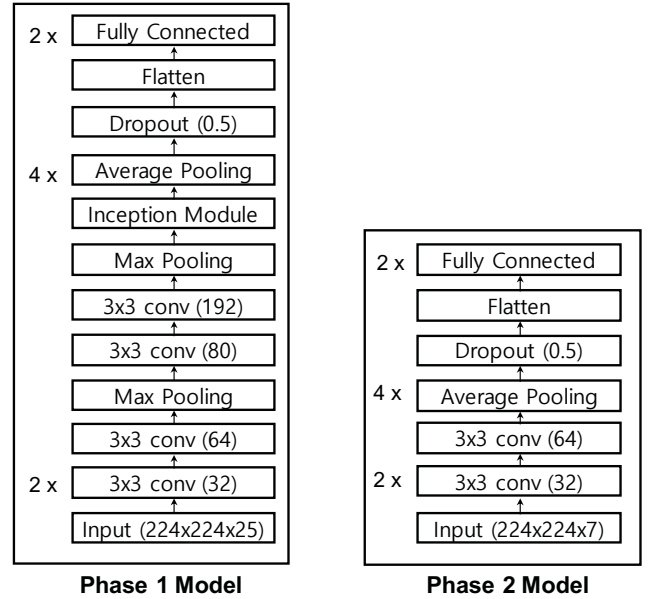 2 x Fully Connected
Flatten
Dropout (0.5)
4 x Average Pooling
Inception Module
Max Pooling
3x3 conv (192)
3x3 conv (80)
Max Pooling
3x3 conv (64)
2 x 3x3 conv (32)
Input (224x224x25)
Phase 1 Model
2 x Fully Connected
Flatten
Dropout (0.5)
4 x Average Pooling
3x3 conv (64)
2 x 3x3 conv (32)
Input (224x224x7)
Phase 2 Model